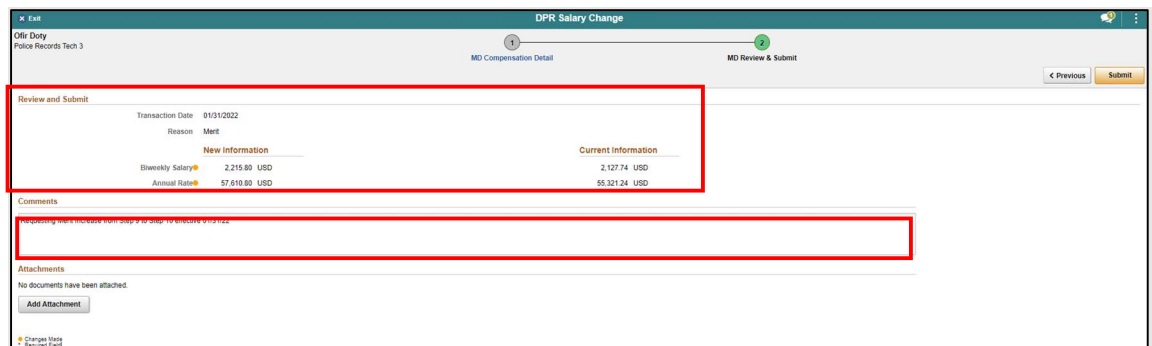 × Exit
DPR Salary Change
Ofir Doty
Police Records Tech 3
1
2
MD Compensation Detail
MD Review & Submit
< Previous
Submit
Review and Submit
Transaction Date 01/31/2022
Reason Merit
New Information Current Information
Biweekly Salary 2,215.80 USD 2,127.74 USD
Annual Rate 57,610.80 USD 55,321.24 USD
Comments
Requesting Merit Increase from Step 9 to Step 10 effective 01/31/22
Attachments
No documents have been attached.
Add Attachment
Changes Made
* Required Field